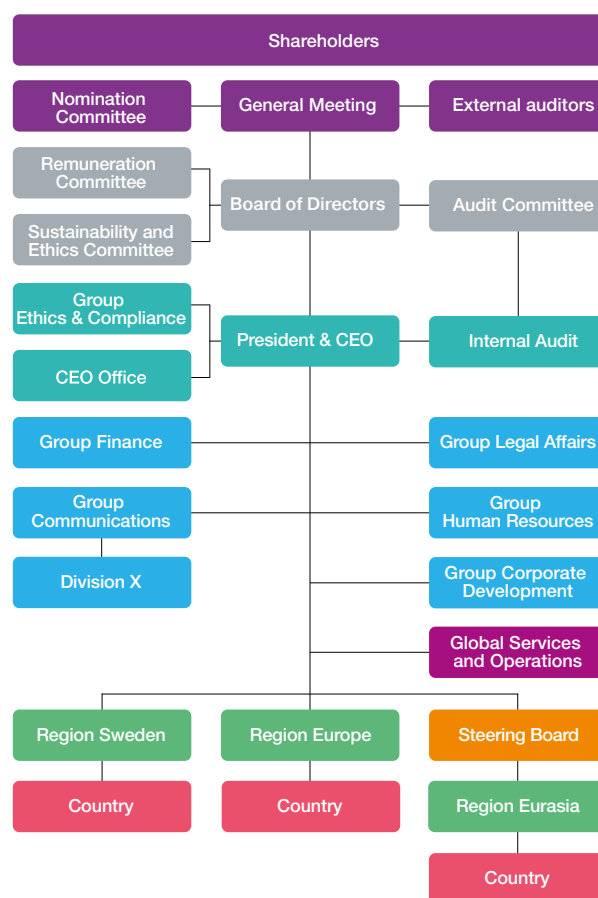 Shareholders
Nomination
Committee
General Meeting
External auditors
Remuneration
Committee
Board of Directors
Audit Committee
Sustainability and
Ethics Committee
Group
Ethics & Compliance
President & CEO
Internal Audit
CEO Office
Group Finance
Group Legal Affairs
Group
Communications
Group
Human Resources
Division X
Group Corporate
Development
Global Services
and Operations
Region Sweden
Region Europe
Steering Board
Country
Country
Region Eurasia
Country